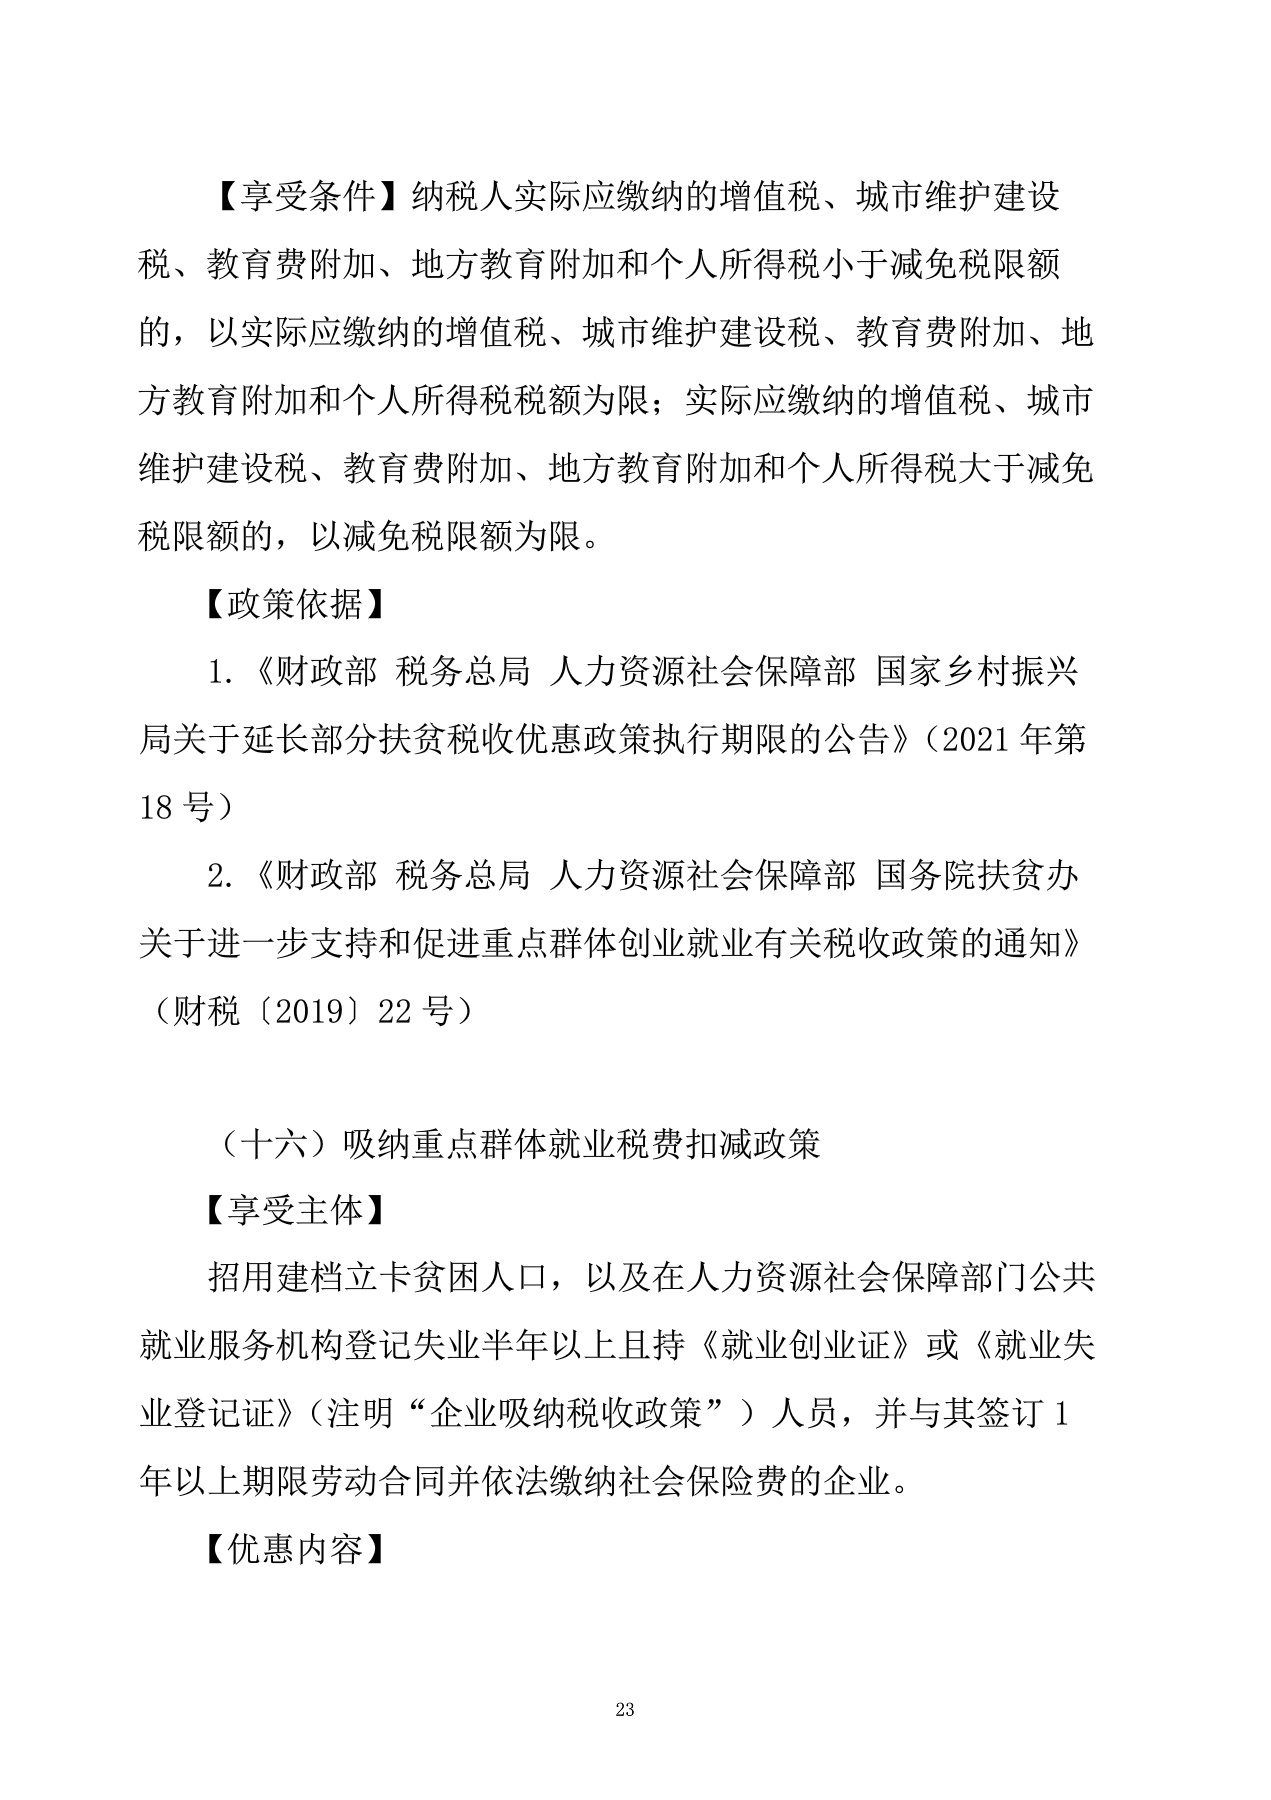 【享受条件】纳税人实际应缴纳的增值税、城市维护建设
税、教育费附加、地方教育附加和个人所得税小于减免税限额
的，以实际应缴纳的增值税、城市维护建设税、教育费附加、地
方教育附加和个人所得税税额为限；实际应缴纳的增值税、城市
维护建设税、教育费附加、地方教育附加和个人所得税大于减免
税限额的，以减免税限额为限。
【政策依据】
1.《财政部 税务总局 人力资源社会保障部 国家乡村振兴
局关于延长部分扶贫税收优惠政策执行期限的公告》（2021 年第
18 号）
2.《财政部 税务总局 人力资源社会保障部 国务院扶贫办
关于进一步支持和促进重点群体创业就业有关税收政策的通知》
（财税〔2019〕22 号）
（十六）吸纳重点群体就业税费扣减政策
【享受主体】
招用建档立卡贫困人口，以及在人力资源社会保障部门公共
就业服务机构登记失业半年以上且持《就业创业证》或《就业失
业登记证》（注明“企业吸纳税收政策”）人员，并与其签订 1
年以上期限劳动合同并依法缴纳社会保险费的企业。
【优惠内容】
23